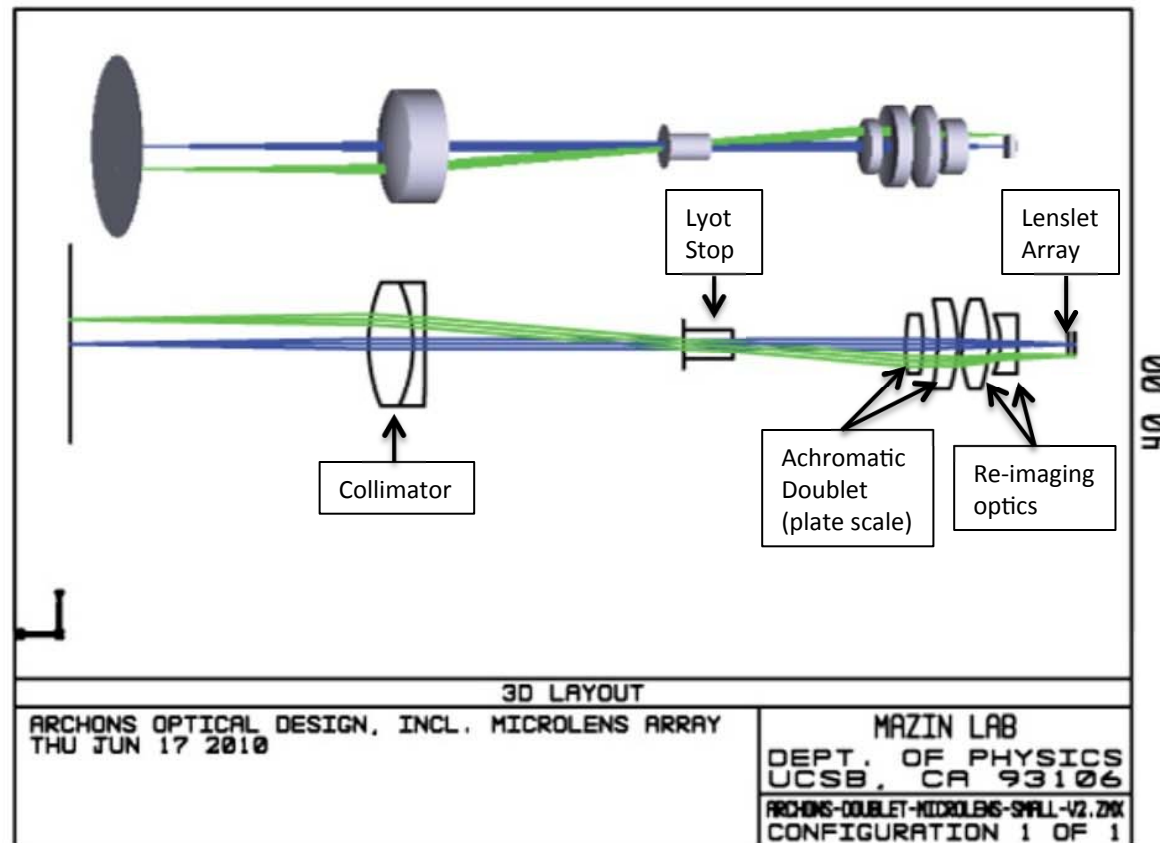 Lyot
Stop
Lenslet
Array
Collimator
Achromatic
Doublet
(plate scale)
Re-imaging
optics
40.00
3D LAYOUT
ARCHONS OPTICAL DESIGN, INCL. MICROLENS ARRAY
THU JUN 17 2010
MAZIN LAB
DEPT. OF PHYSICS
UCSB, CA 93106
ARCHONS-DOUBLET-MICROLENS-SMALL-V2.ZMX
CONFIGURATION 1 OF 1